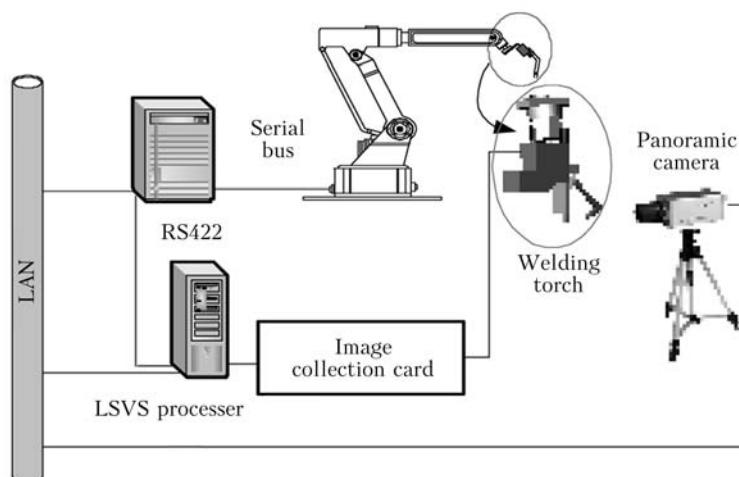 Serial
bus
Panoramic
camera
RS422
Welding
torch
LAN
Image
collection card
LSVS processer